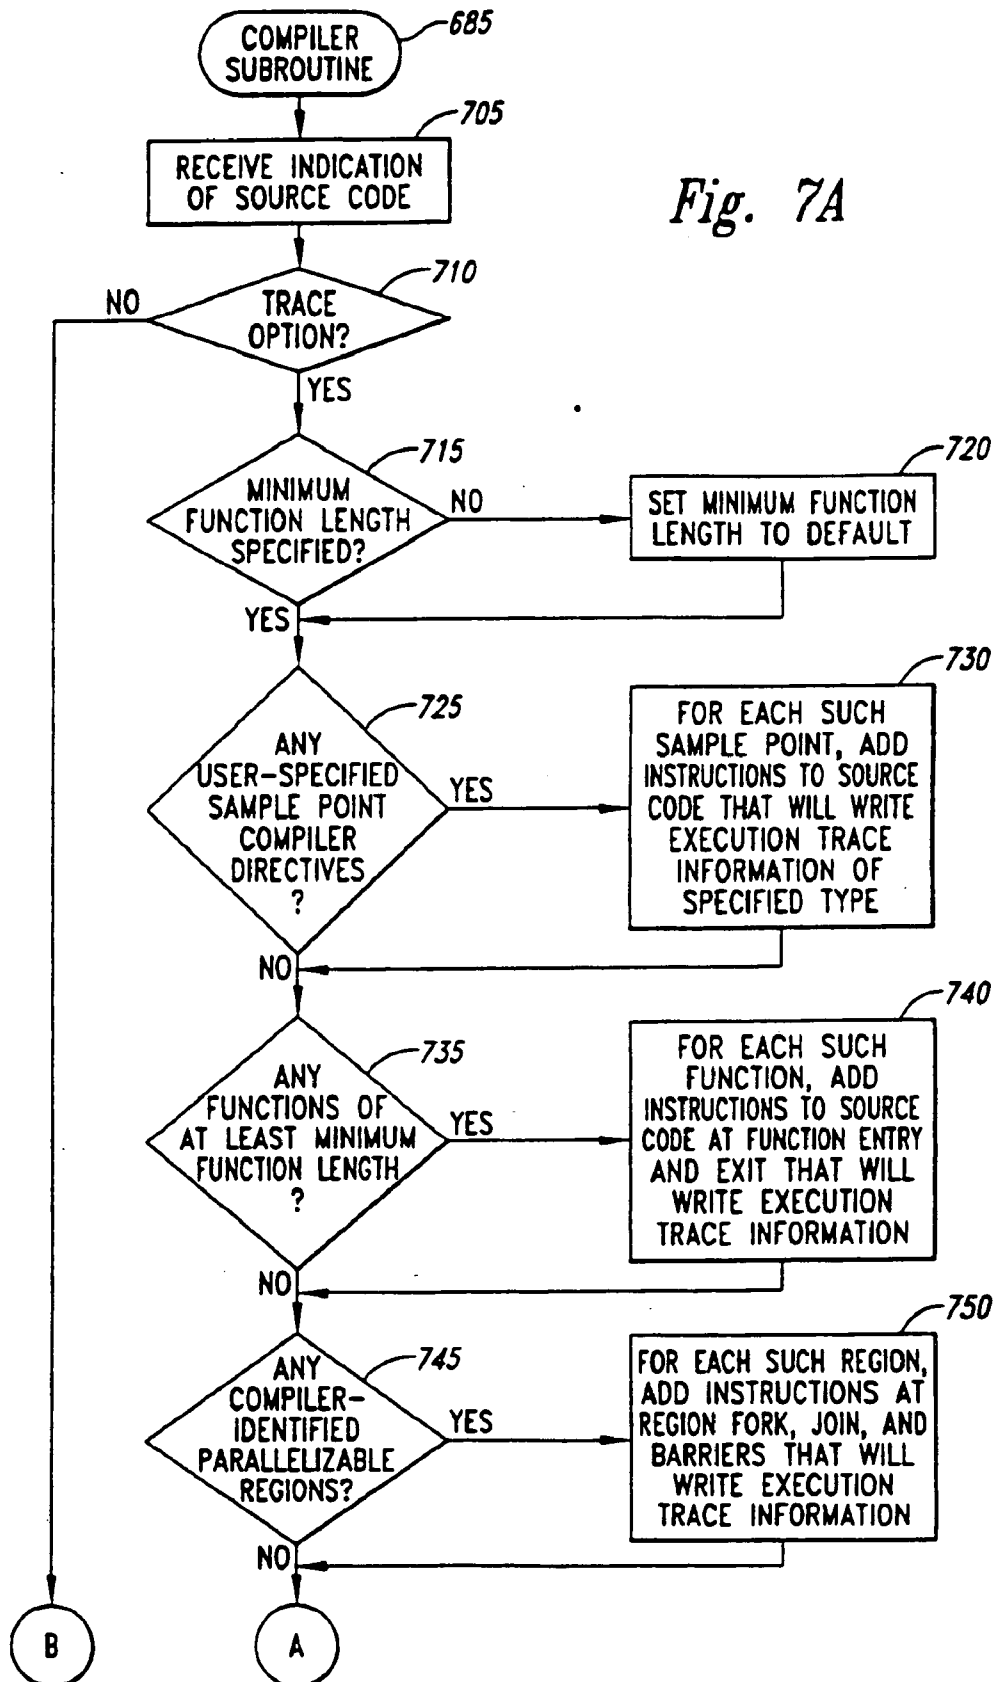 COMPILER
SUBROUTINE
685
705
RECEIVE INDICATION
OF SOURCE CODE
Fig. 7A
710
NO
TRACE
OPTION?
YES
715
MINIMUM
FUNCTION LENGTH
SPECIFIED?
NO
720
SET MINIMUM FUNCTION
LENGTH TO DEFAULT
YES
725
ANY
USER-SPECIFIED
SAMPLE POINT
COMPILER
DIRECTIVES
?
YES
730
FOR EACH SUCH
SAMPLE POINT, ADD
INSTRUCTIONS TO SOURCE
CODE THAT WILL WRITE
EXECUTION TRACE
INFORMATION OF
SPECIFIED TYPE
NO
735
ANY
FUNCTIONS OF
AT LEAST MINIMUM
FUNCTION LENGTH
?
YES
740
FOR EACH SUCH
FUNCTION, ADD
INSTRUCTIONS TO SOURCE
CODE AT FUNCTION ENTRY
AND EXIT THAT WILL
WRITE EXECUTION
TRACE INFORMATION
NO
745
ANY
COMPILER-
IDENTIFIED
PARALLELIZABLE
REGIONS?
YES
750
FOR EACH SUCH REGION,
ADD INSTRUCTIONS AT
REGION FORK, JOIN, AND
BARRIERS THAT WILL
WRITE EXECUTION
TRACE INFORMATION
NO
B
A